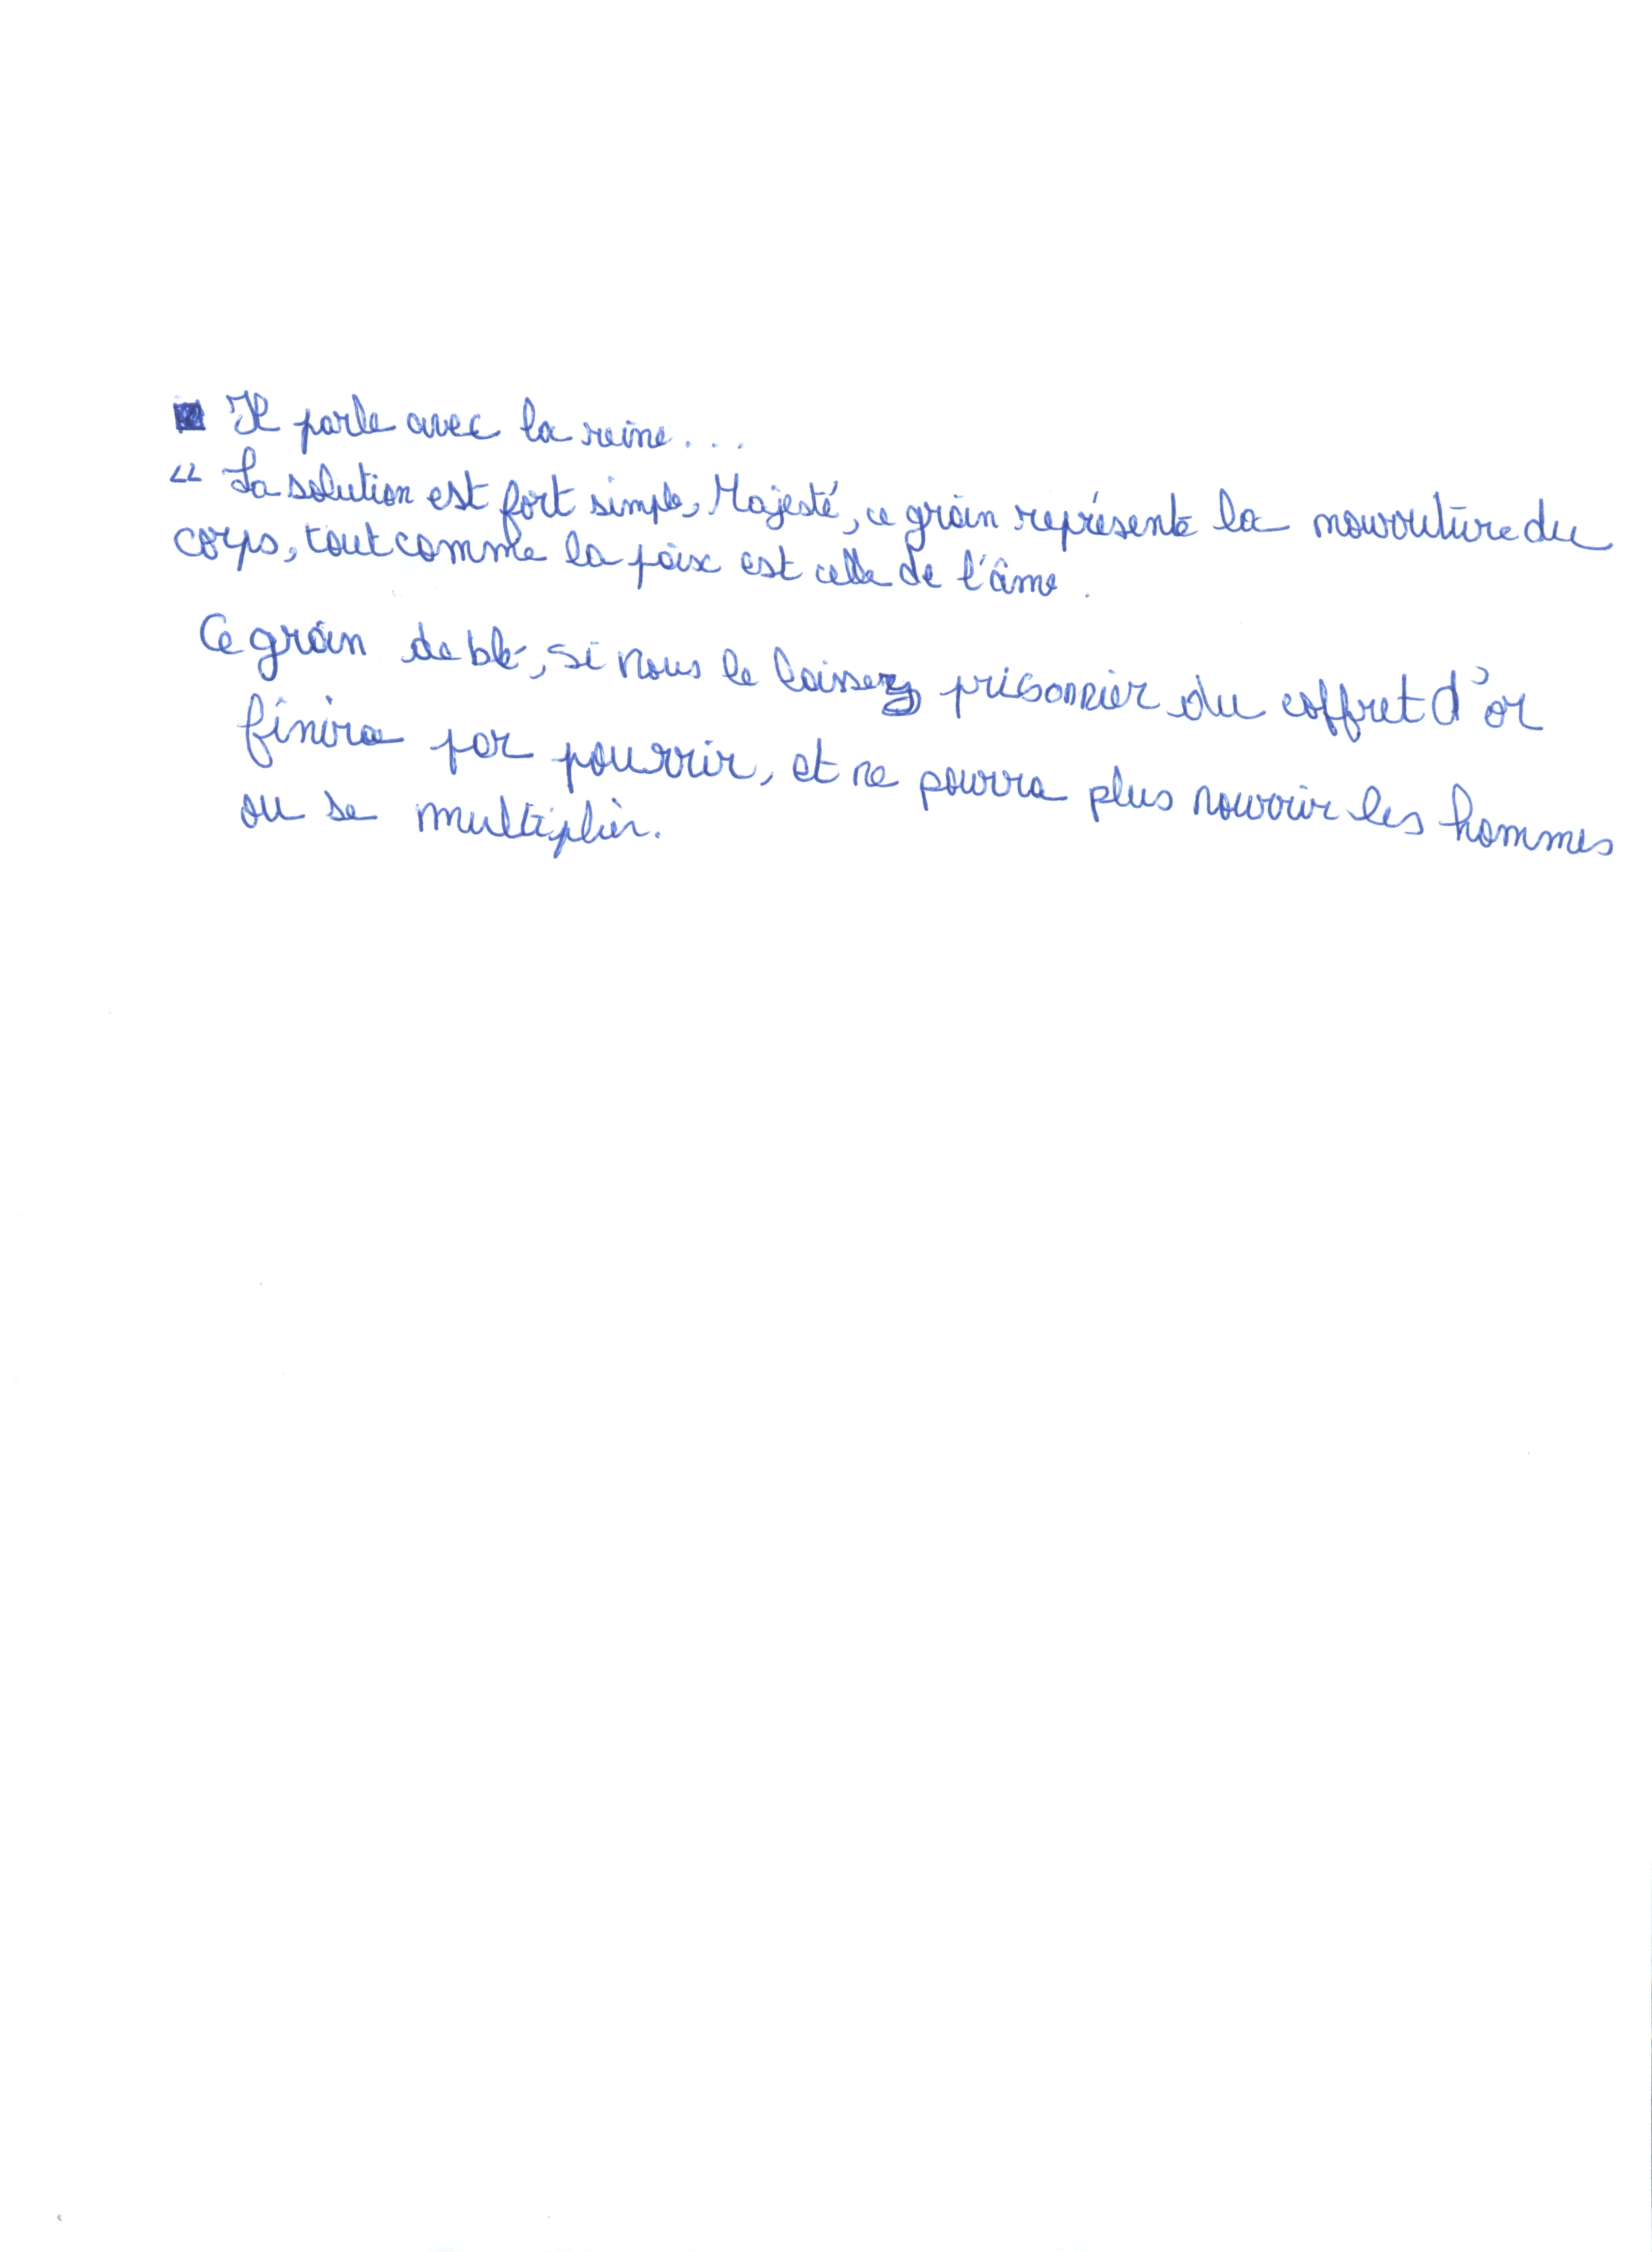 Il parle avec la reine...
" La solution est fort simple, Majesté, ce grain représente la nourriture du
corps, tout comme la paix est celle de l'âme.
Ce grain de blé, si nous le laissez prisonnier du coffret d'or
finira par pourrir, et ne pourra plus nourrir les hommes
ou se multiplier.